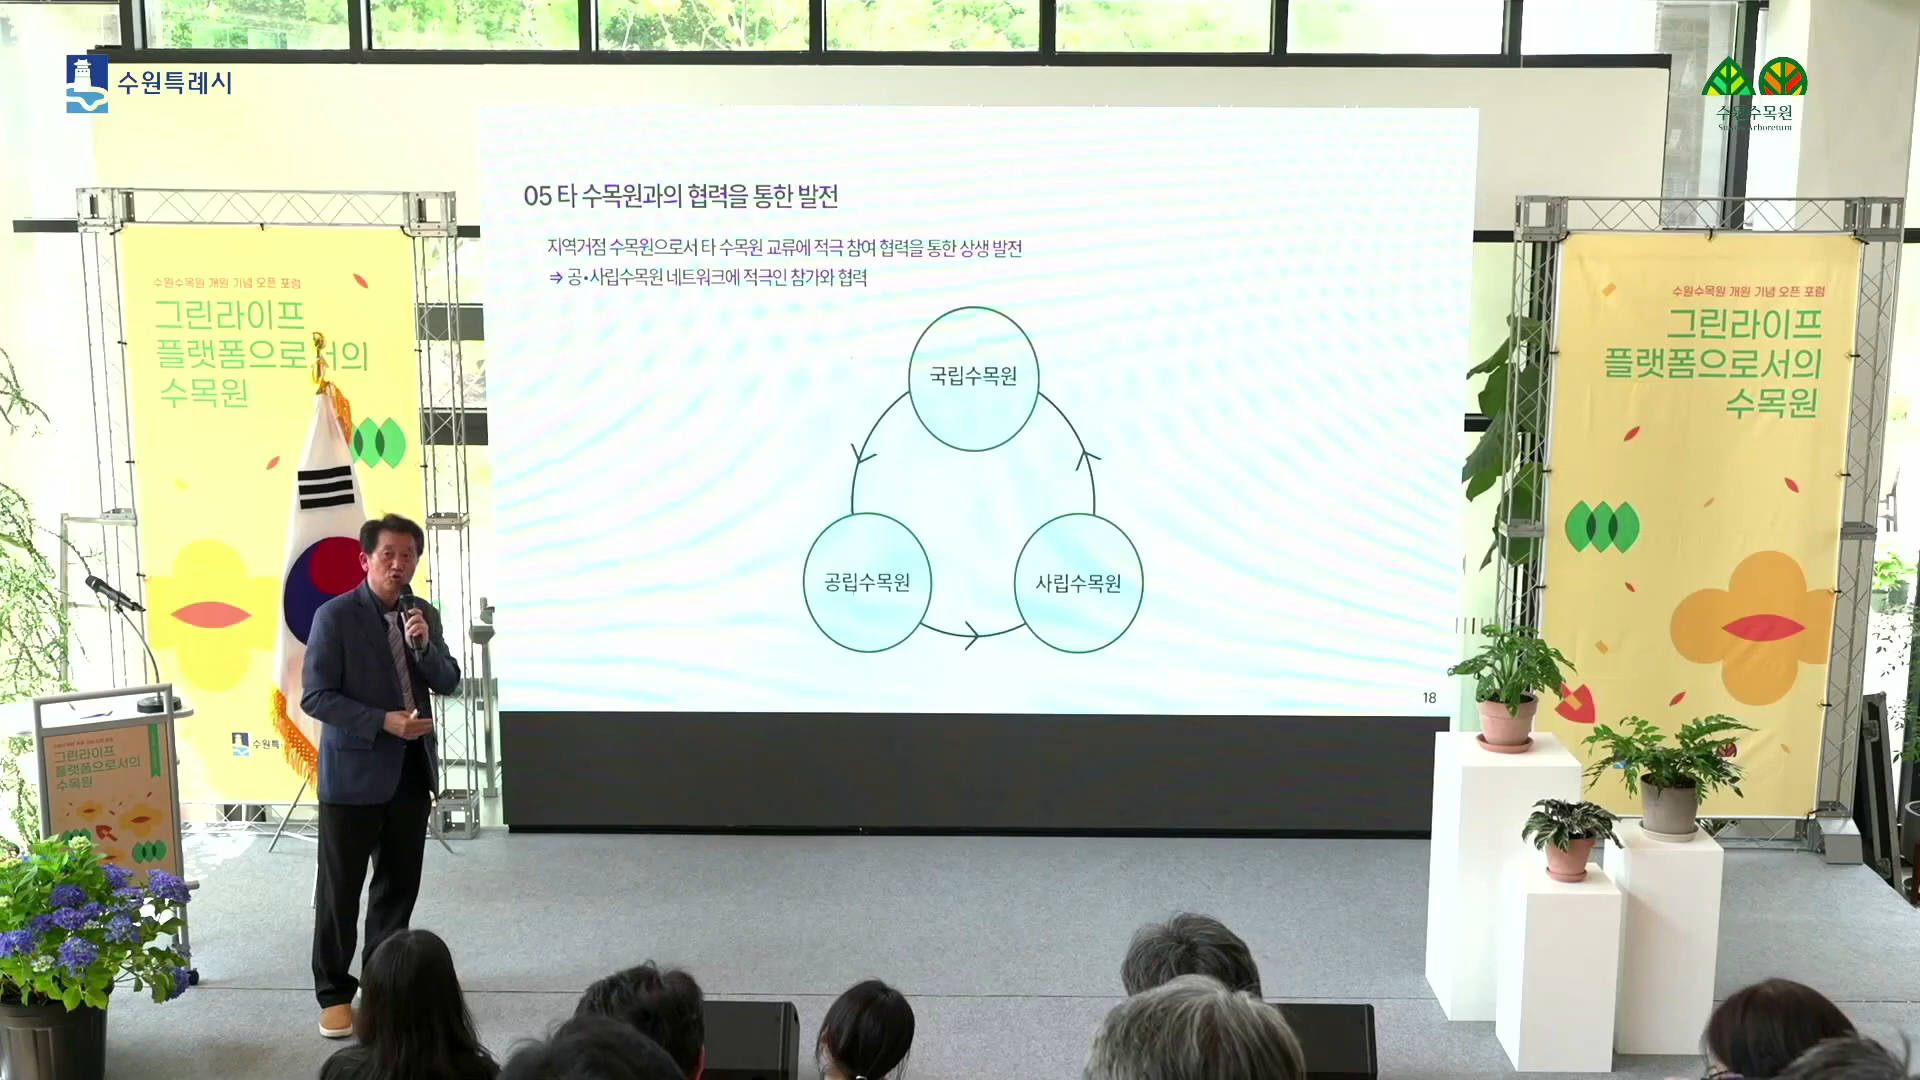 수원특례시
수원수목원
05 타 수목원과의 협력을 통한 발전
지역거점 수목원으로서 타 수목원 교류에 적극 참여 협력을 통한 상생 발전
⇒ 공·사립수목원 네트워크에 적극인 참가와 협력
국립수목원
공립수목원
사립수목원
18
수원수목원 개원 기념 오픈 포럼
그린라이프
플랫폼으로서의
수목원
수원특
수원수목원 개원 기념 오픈 포럼
그린라이프
플랫폼으로서의
수목원
그린라이프
플랫폼으로서의
수목원